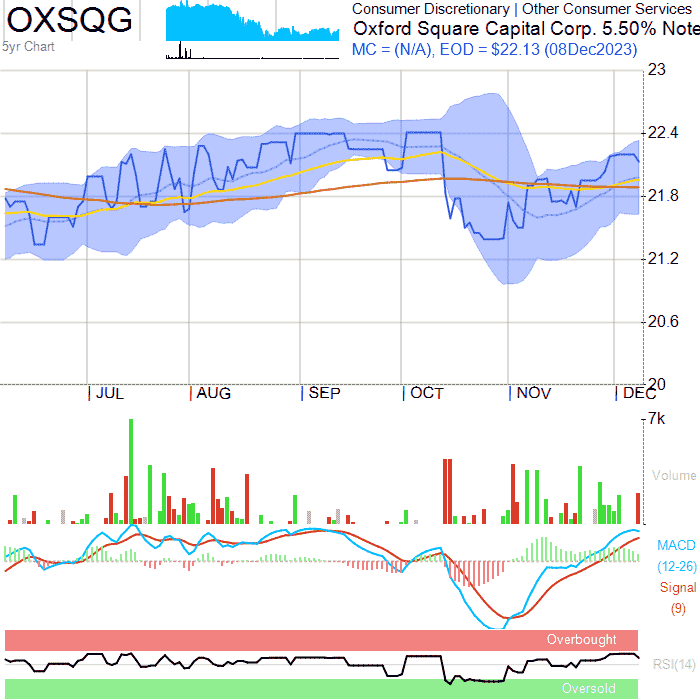 OXSQG
5yr Chart
Consumer Discretionary | Other Consumer Services
Oxford Square Capital Corp. 5.50% Note
MC = (N/A), EOD = $22.13 (08Dec2023)
23
22.4
21.8
21.2
20.6
20
JUL AUG SEP OCT NOV DEC
7k
Volume
MACD
(12-26)
Signal
(9)
Overbought
RSI(14)
Oversold